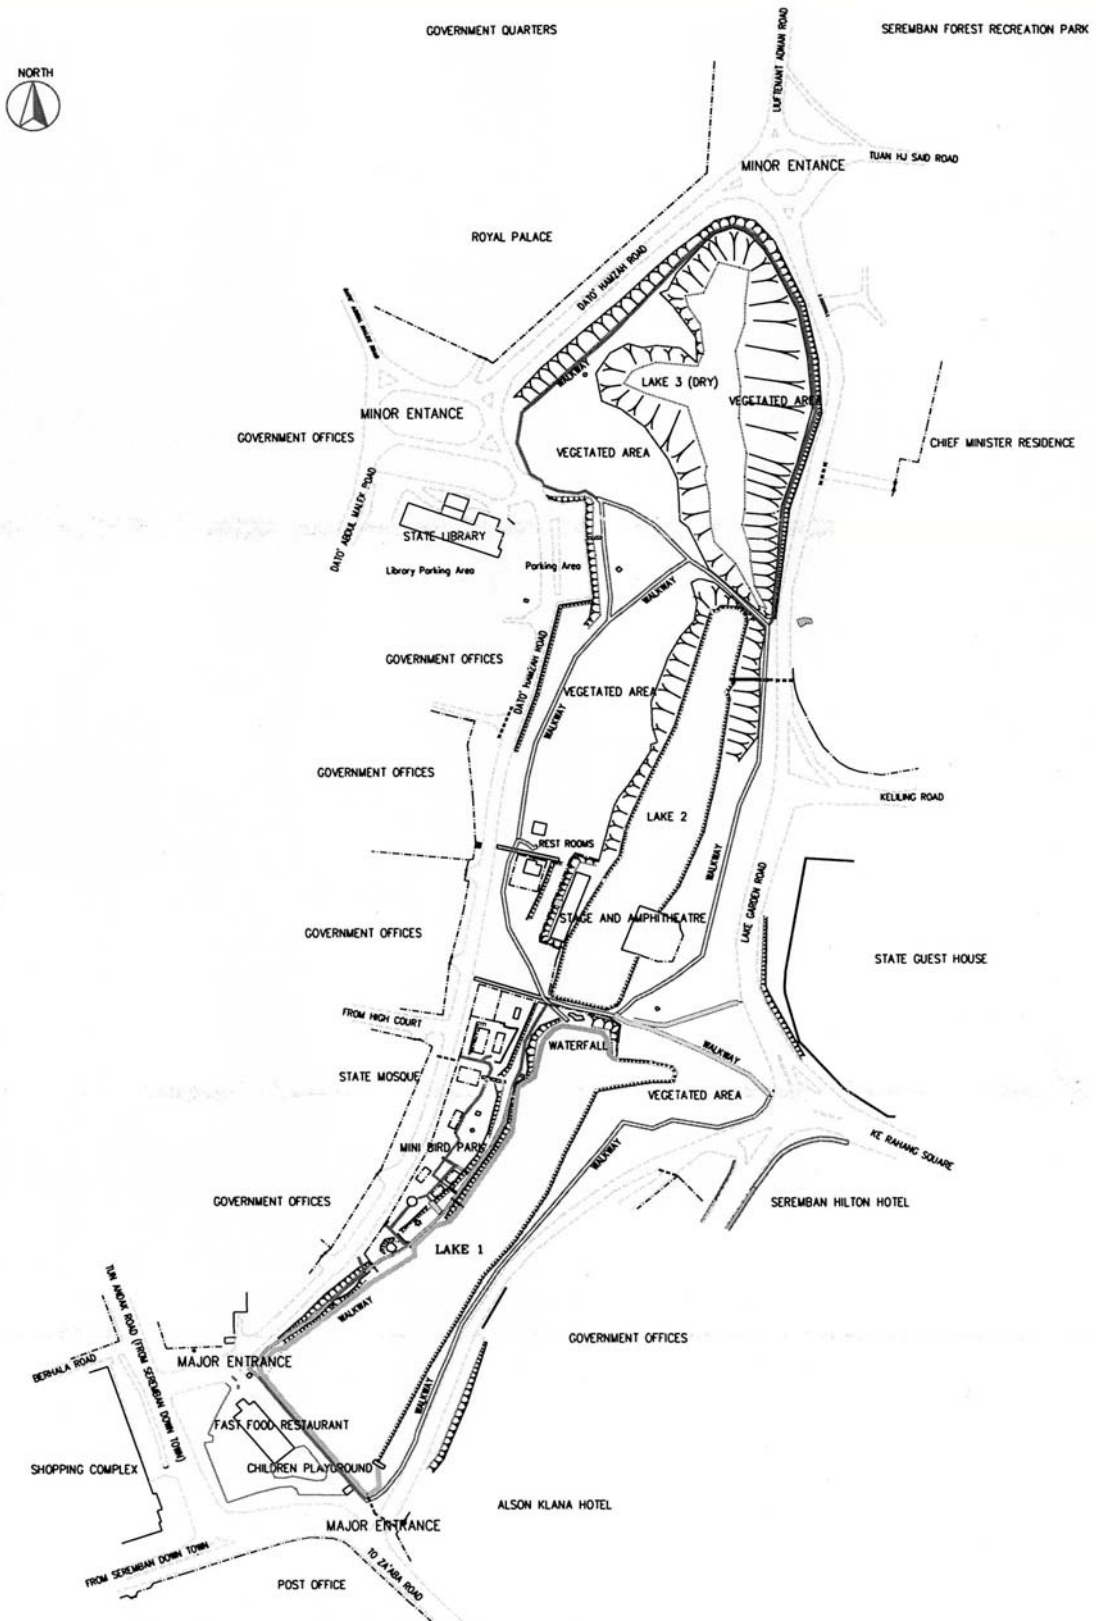 GOVERNMENT QUARTERS
SEREMBAN FOREST RECREATION PARK
NORTH
LIUFTENANT ADNAN ROAD
MINOR ENTANCE
TUAN HJ SAID ROAD
ROYAL PALACE
DATO' HAMZAH ROAD
WALKWAY
LAKE 3 (DRY)
VEGETATED AREA
MINOR ENTANCE
GOVERNMENT OFFICES
CHIEF MINISTER RESIDENCE
VEGETATED AREA
DATO' ABDUL MALEK ROAD
STATE LIBRARY
Library Parking Area
Parking Area
WALKWAY
GOVERNMENT OFFICES
DATO' HAMZAH ROAD
VEGETATED AREA
WALKWAY
GOVERNMENT OFFICES
KELILING ROAD
LAKE 2
REST ROOMS
WALKWAY
LAKE GARDEN ROAD
STAGE AND AMPHITHEATRE
GOVERNMENT OFFICES
STATE GUEST HOUSE
FROM HIGH COURT
WATERFALL
WALKWAY
STATE MOSQUE
VEGETATED AREA
MINI BIRD PARK
WALKWAY
KE RAHANG SQUARE
GOVERNMENT OFFICES
SEREMBAN HILTON HOTEL
LAKE 1
WALKWAY
TUN ANDAK ROAD (FROM SEREMBAN DOWN TOWN)
GOVERNMENT OFFICES
BERHALA ROAD
MAJOR ENTRANCE
WALKWAY
FAST FOOD RESTAURANT
SHOPPING COMPLEX
CHILDREN PLAYGROUND
ALSON KLANA HOTEL
MAJOR ENTRANCE
FROM SEREMBAN DOWN TOWN
TO ZA'ABA ROAD
POST OFFICE